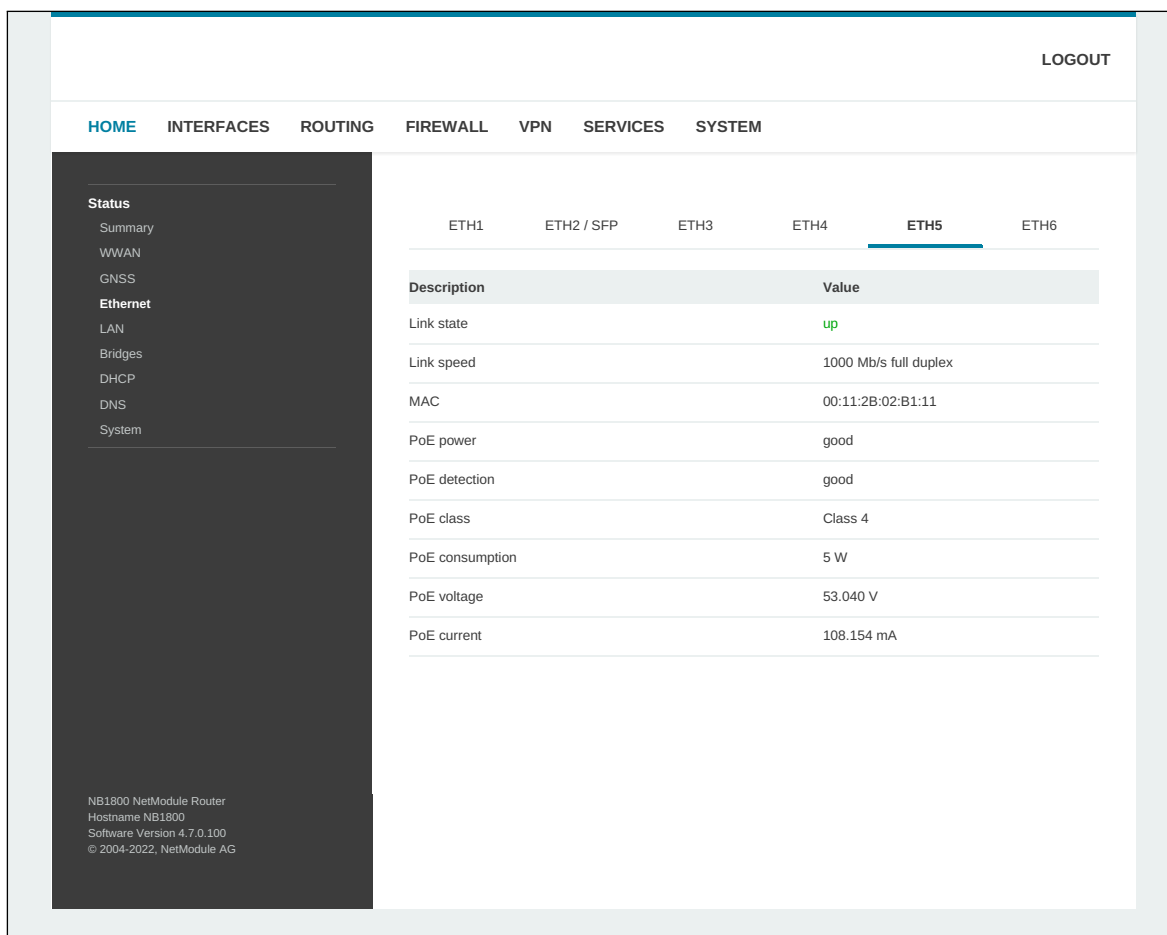 LOGOUT
HOME INTERFACES ROUTING FIREWALL VPN SERVICES SYSTEM
Status
Summary
WWAN
GNSS
Ethernet
LAN
Bridges
DHCP
DNS
System
NB1800 NetModule Router
Hostname NB1800
Software Version 4.7.0.100
© 2004-2022, NetModule AG
ETH1 ETH2 / SFP ETH3 ETH4 ETH5 ETH6
Description Value
Link state up
Link speed 1000 Mb/s full duplex
MAC 00:11:2B:02:B1:11
PoE power good
PoE detection good
PoE class Class 4
PoE consumption 5 W
PoE voltage 53.040 V
PoE current 108.154 mA